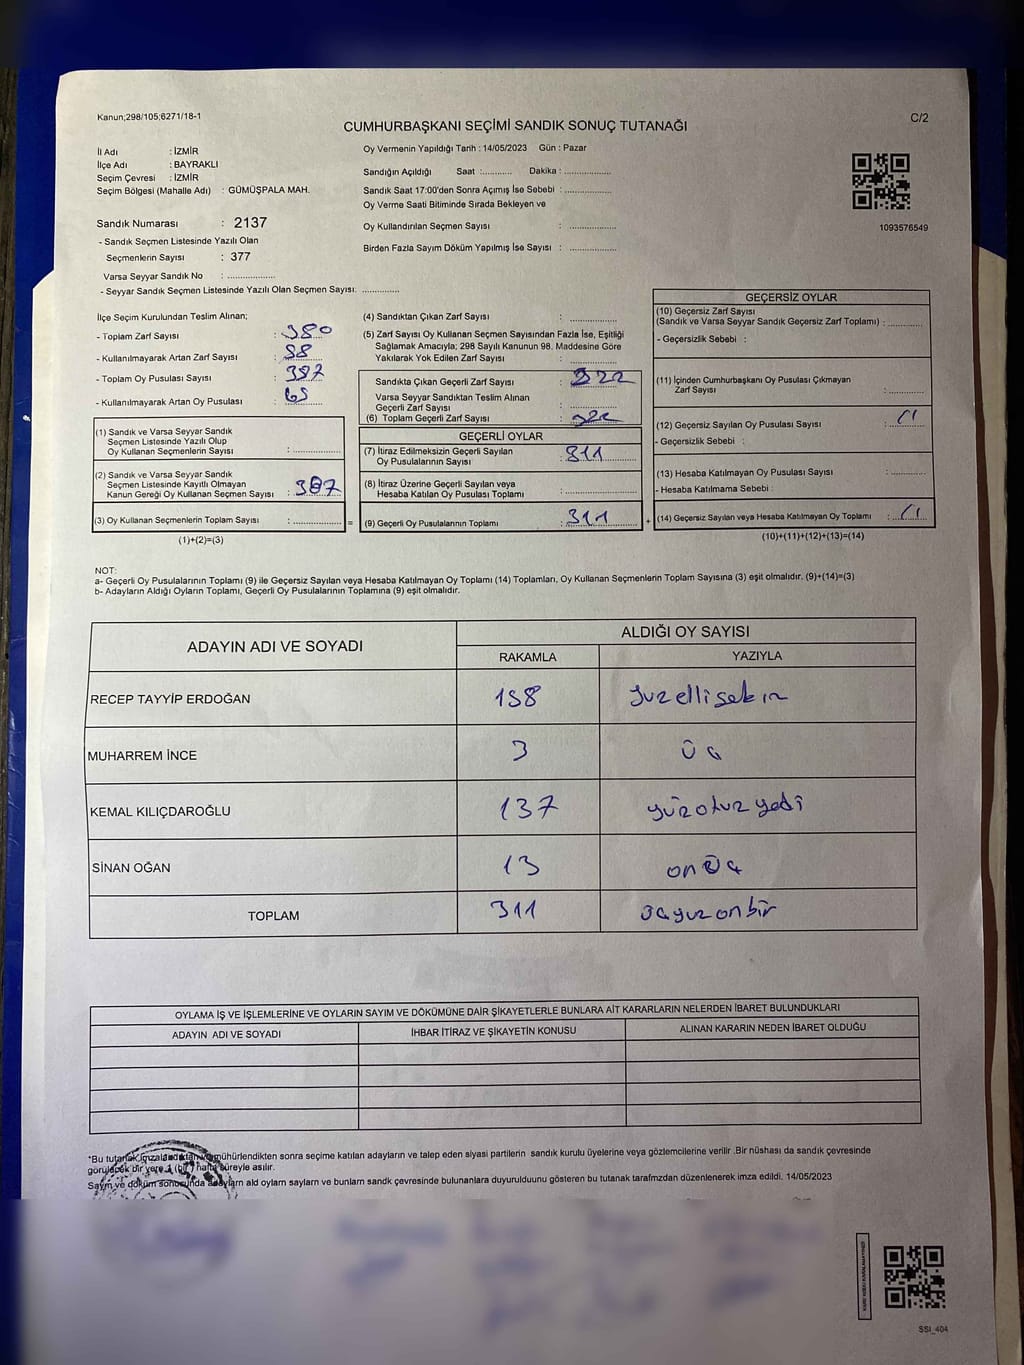 Kanun;298/105;6271/18-1
C/2
CUMHURBAŞKANI SEÇİMİ SANDIK SONUÇ TUTANAĞI
İl Adı : İZMİR
İlçe Adı : BAYRAKLI
Seçim Çevresi : İZMİR
Seçim Bölgesi (Mahalle Adı) : GÜMÜŞPALA MAH.
Sandık Numarası : 2137
- Sandık Seçmen Listesinde Yazılı Olan
Seçmenlerin Sayısı : 377
Varsa Seyyar Sandık No : ..................
- Seyyar Sandık Seçmen Listesinde Yazılı Olan Seçmen Sayısı: ..............
Oy Vermenin Yapıldığı Tarih : 14/05/2023 Gün : Pazar
Sandığın Açıldığı Saat :........... Dakika : .................
Sandık Saat 17:00'den Sonra Açımış İse Sebebi : .................
Oy Verme Saati Bitiminde Sırada Bekleyen ve
Oy Kullandırılan Seçmen Sayısı : .................
Birden Fazla Sayım Döküm Yapılmış İse Sayısı : .................
1093576549
İlçe Seçim Kurulundan Teslim Alınan;
- Toplam Zarf Sayısı : 380
- Kullanılmayarak Artan Zarf Sayısı :
- Toplam Oy Pusulası Sayısı :
- Kullanılmayarak Artan Oy Pusulası : 65
(1) Sandık ve Varsa Seyyar Sandık
Seçmen Listesinde Yazılı Olup
Oy Kullanan Seçmenlerin Sayısı : .................
(2) Sandık ve Varsa Seyyar Sandık
Seçmen Listesinde Kayıtlı Olmayan
Kanun Gereği Oy Kullanan Seçmen Sayısı :
(3) Oy Kullanan Seçmenlerin Toplam Sayısı : ................. =
(1)+(2)=(3)
(4) Sandıktan Çıkan Zarf Sayısı : .................
(5) Zarf Sayısı Oy Kullanan Seçmen Sayısından Fazla İse, Eşitliği
Sağlamak Amacıyla; 298 Sayılı Kanunun 98. Maddesine Göre
Yakılarak Yok Edilen Zarf Sayısı : .................
Sandıkta Çıkan Geçerli Zarf Sayısı : 322
Varsa Seyyar Sandıktan Teslim Alınan
Geçerli Zarf Sayısı : .................
(6) Toplam Geçerli Zarf Sayısı : 322
GEÇERLİ OYLAR
(7) İtiraz Edilmeksizin Geçerli Sayılan
Oy Pusulalarının Sayısı : 311
(8) İtiraz Üzerine Geçerli Sayılan veya
Hesaba Katılan Oy Pusulası Toplamı : .................
(9) Geçerli Oy Pusulalarının Toplamı : 311 +
GEÇERSİZ OYLAR
(10) Geçersiz Zarf Sayısı
(Sandık ve Varsa Seyyar Sandık Geçersiz Zarf Toplamı) : ............
- Geçersizlik Sebebi :
(11) İçinden Cumhurbaşkanı Oy Pusulası Çıkmayan
Zarf Sayısı : ............
(12) Geçersiz Sayılan Oy Pusulası Sayısı : 11
- Geçersizlik Sebebi :
(13) Hesaba Katılmayan Oy Pusulası Sayısı : ............
- Hesaba Katılmama Sebebi :
(14) Geçersiz Sayılan veya Hesaba Katılmayan Oy Toplamı : 11
(10)+(11)+(12)+(13)=(14)
NOT:
a- Geçerli Oy Pusulalarının Toplamı (9) ile Geçersiz Sayılan veya Hesaba Katılmayan Oy Toplamı (14) Toplamları, Oy Kullanan Seçmenlerin Toplam Sayısına (3) eşit olmalıdır. (9)+(14)=(3)
b- Adayların Aldığı Oyların Toplamı, Geçerli Oy Pusulalarının Toplamına (9) eşit olmalıdır.
ADAYIN ADI VE SOYADI
ALDIĞI OY SAYISI
RAKAMLA YAZIYLA
RECEP TAYYİP ERDOĞAN 158 yuzellisekiz
MUHARREM İNCE 3 üç
KEMAL KILIÇDAROĞLU 137 yüzotuzyedi
SİNAN OĞAN 13 onüç
TOPLAM 311 üçyuzonbir
OYLAMA İŞ VE İŞLEMLERİNE VE OYLARIN SAYIM VE DÖKÜMÜNE DAİR ŞİKAYETLERLE BUNLARA AİT KARARLARIN NELERDEN İBARET BULUNDUKLARI
ADAYIN ADI VE SOYADI İHBAR İTİRAZ VE ŞİKAYETİN KONUSU ALINAN KARARIN NEDEN İBARET OLDUĞU
*Bu tutanak imzalandıktan ve mühürlendikten sonra seçime katılan adayların ve talep eden siyasi partilerin sandık kurulu üyelerine veya gözlemcilerine verilir .Bir nüshası da sandık çevresinde
görülecek bir yere 1 (bir) hafta süreyle asılır.
Sayım ve döküm sonucunda adayların ald oylarn sayların ve bunlarn sandk çevresinde bulunanlara duyurulduunu gösteren bu tutanak tarafmzdan düzenlenerek imza edildi. 14/05/2023
SSI_404